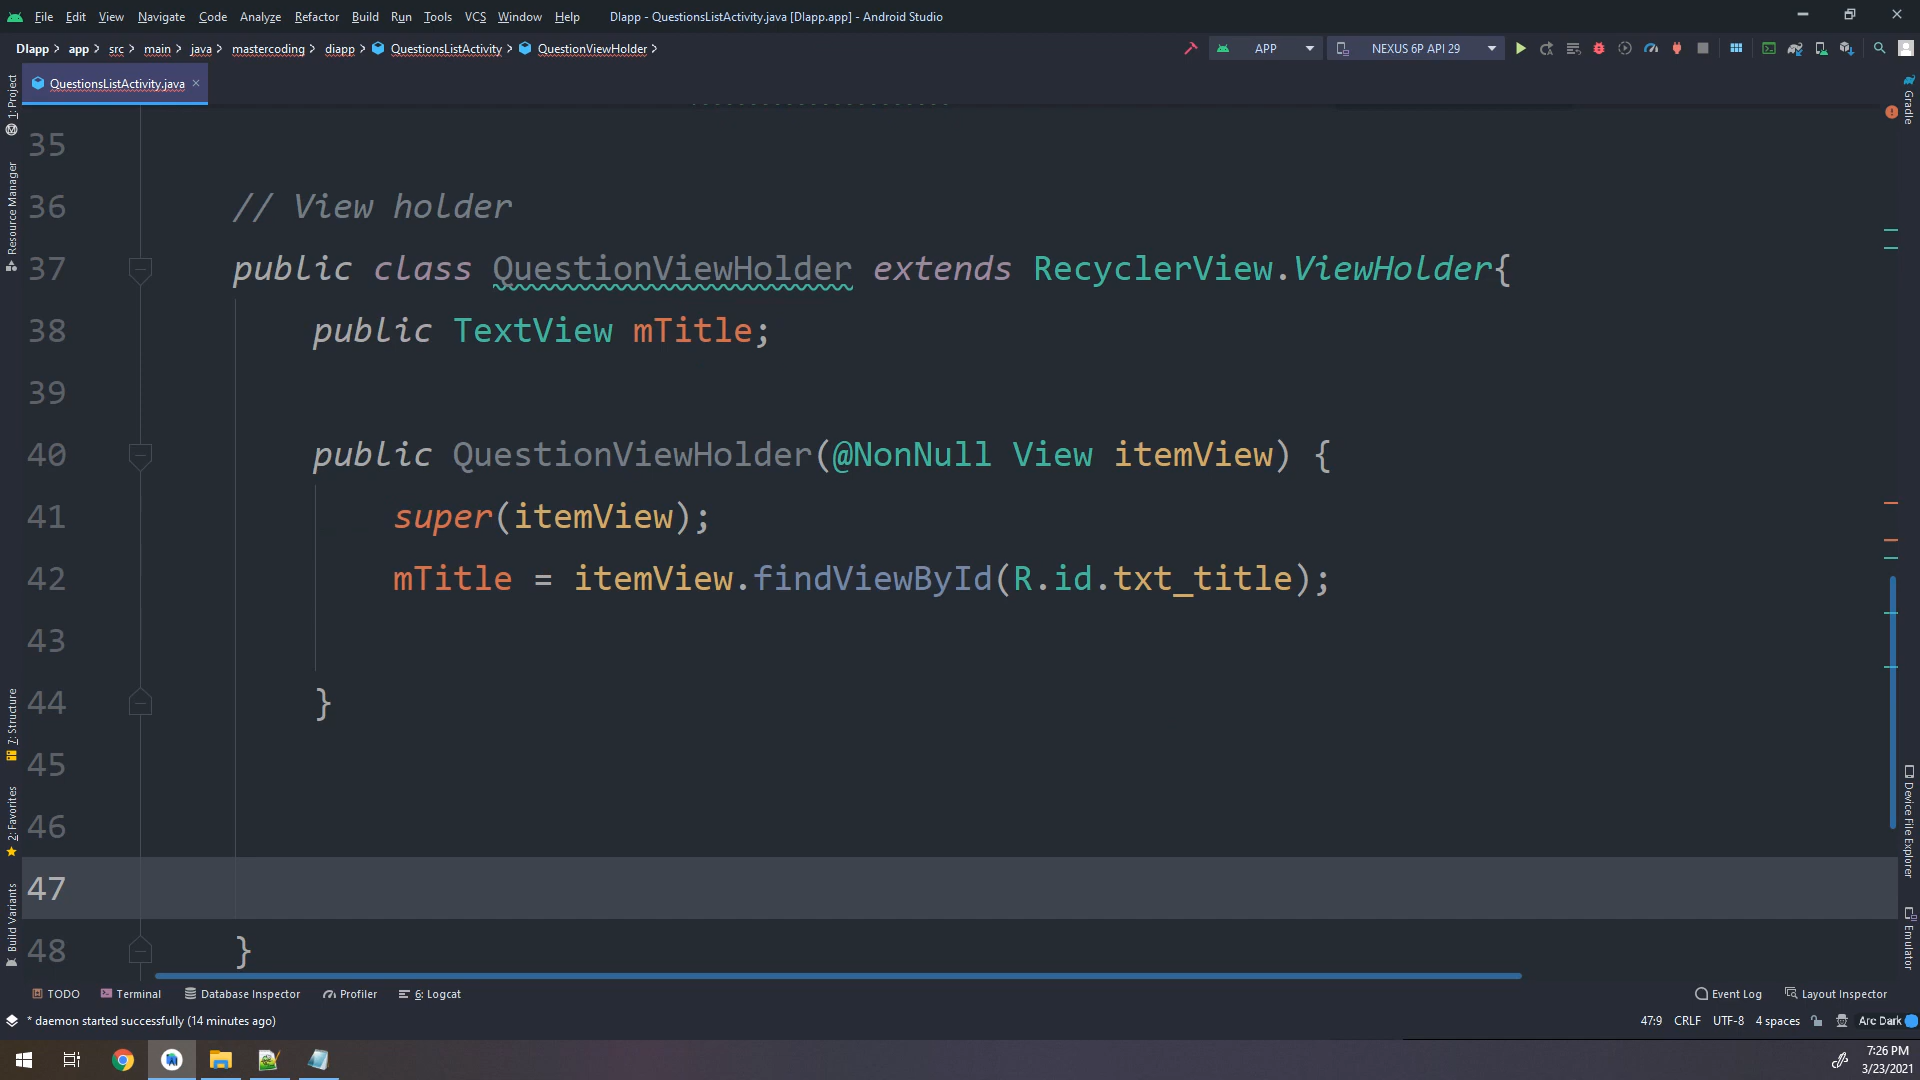 File Edit View Navigate Code Analyze Refactor Build Run Tools VCS Window Help Dlapp - QuestionsListActivity.java [Dlapp.app] - Android Studio
Dlapp app src main java mastercoding dlapp QuestionsListActivity QuestionViewHolder APP NEXUS 6P API 29
QuestionsListActivity.java
1: Project
Resource Manager
7: Structure
2: Favorites
Build Variants
35
36 // View holder
37 public class QuestionViewHolder extends RecyclerView.ViewHolder{
38 public TextView mTitle;
39
40 public QuestionViewHolder(@NonNull View itemView) {
41 super(itemView);
42 mTitle = itemView.findViewById(R.id.txt_title);
43
44 }
45
46
47
48 }
Gradle
Device File Explorer
Emulator
TODO Terminal Database Inspector Profiler 6: Logcat Event Log Layout Inspector
* daemon started successfully (14 minutes ago) 47:9 CRLF UTF-8 4 spaces Arc Dark
7:26 PM
3/23/2021